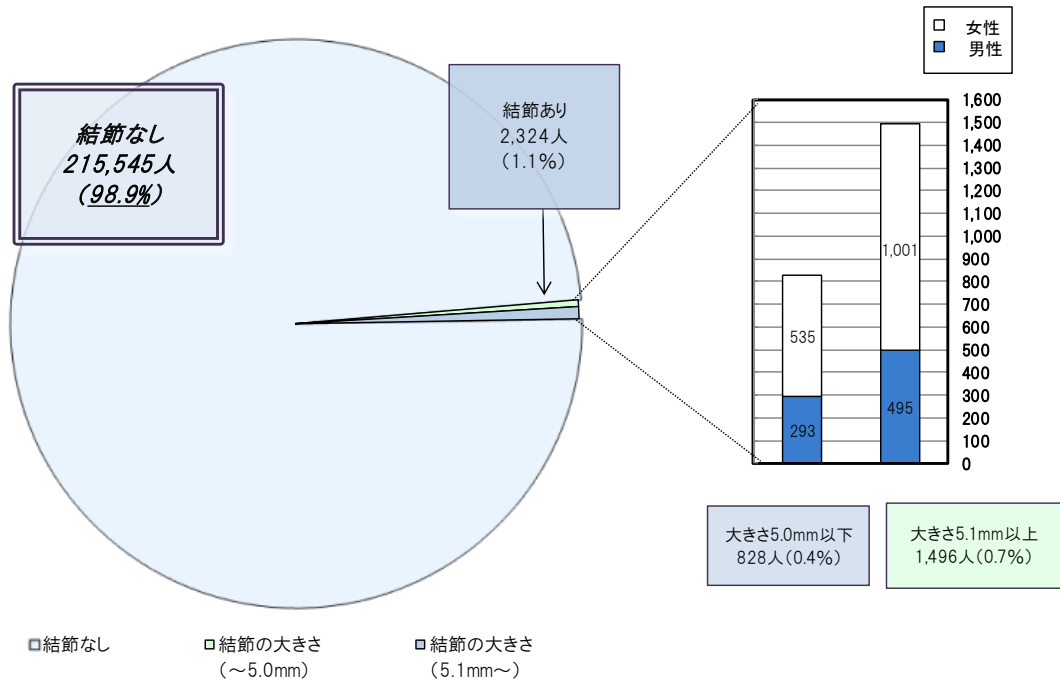 結節なし
215,545人
(98.9%)
結節あり
2,324人
(1.1%)
女性
男性
1,600
1,500
1,400
1,300
1,200
1,100
1,000
900
800
700
600
500
400
300
200
100
0
1,001
535
495
293
大きさ5.0mm以下
828人(0.4%)
大きさ5.1mm以上
1,496人(0.7%)
結節なし
結節の大きさ
(～5.0mm)
結節の大きさ
(5.1mm～)